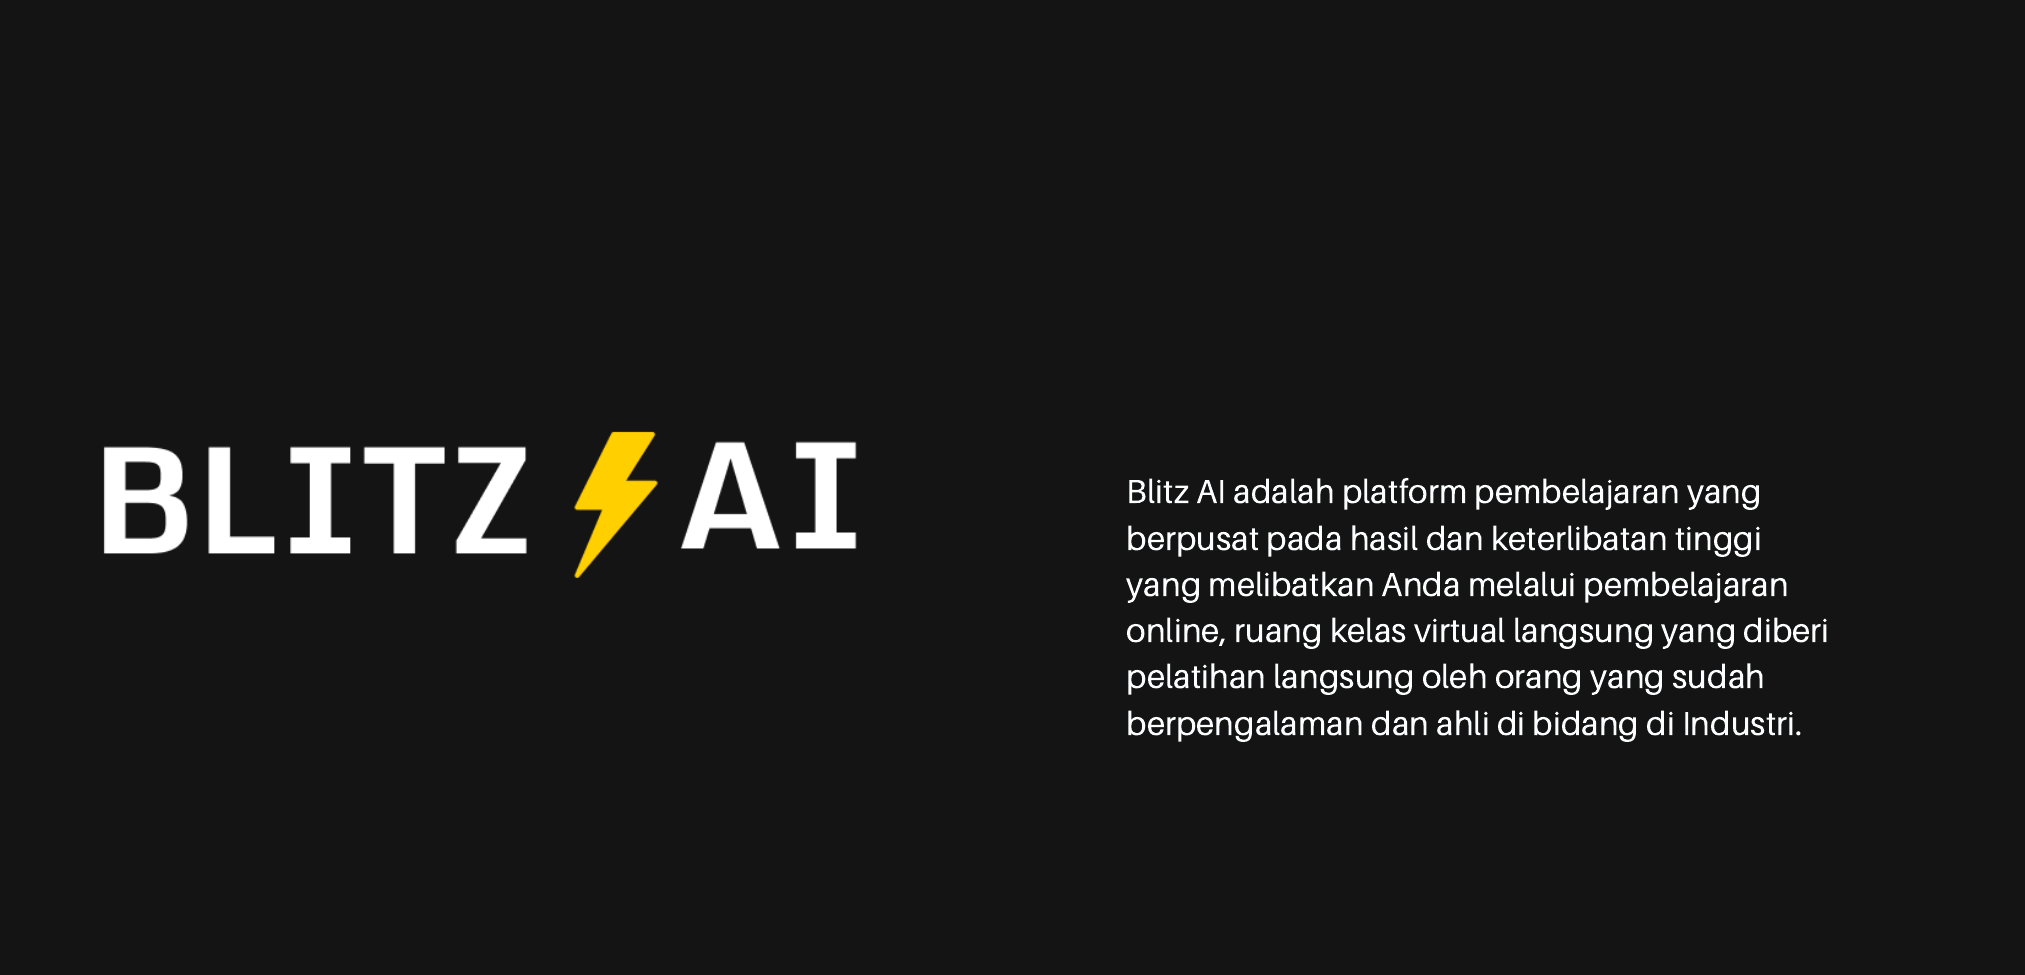 BLITZ AI
Blitz AI adalah platform pembelajaran yang
berpusat pada hasil dan keterlibatan tinggi
yang melibatkan Anda melalui pembelajaran
online, ruang kelas virtual langsung yang diberi
pelatihan langsung oleh orang yang sudah
berpengalaman dan ahli di bidang di Industri.